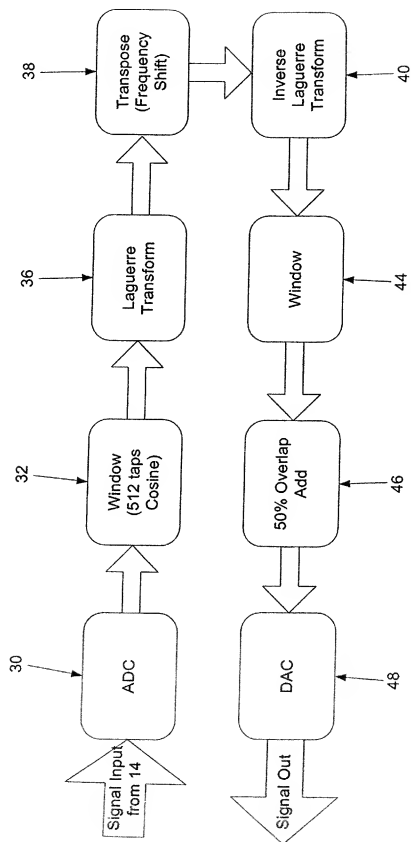 30
32
36
38
Signal Input
from 14
ADC
Window
(512 taps
Cosine)
Laguerre
Transform
Transpose
(Frequency
Shift)
Signal Out
DAC
50% Overlap
Add
Window
Inverse
Laguerre
Transform
48
46
44
40